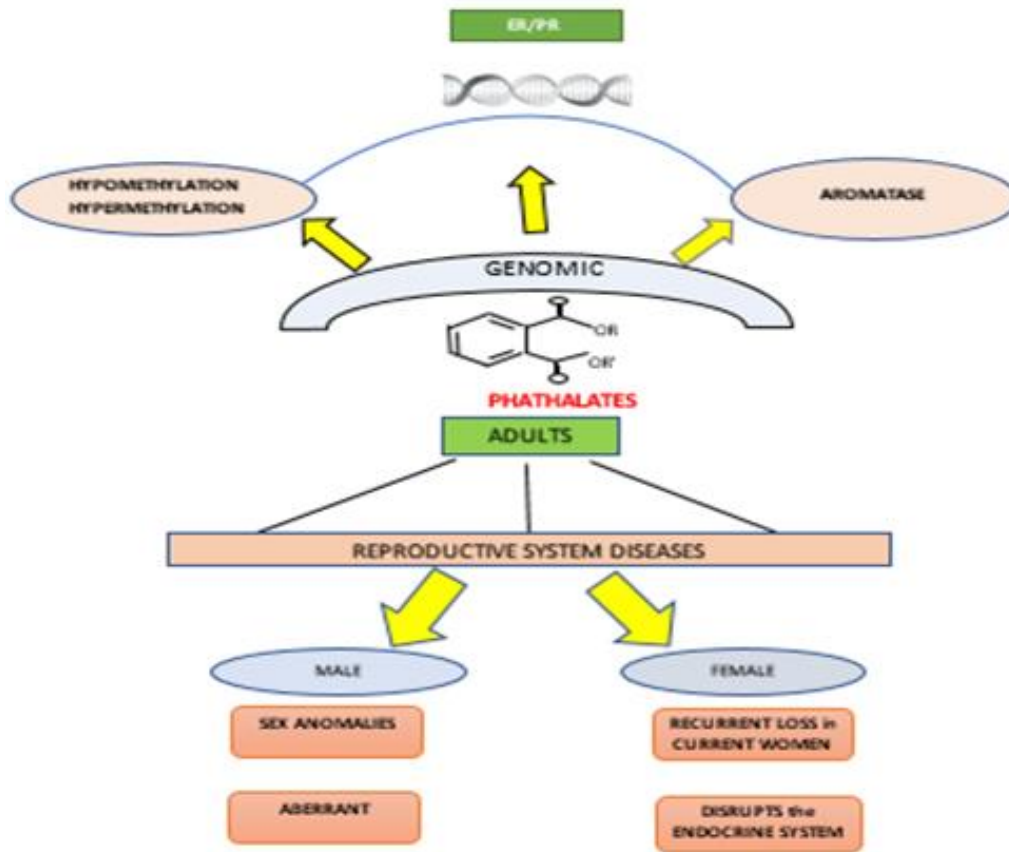 ER/PR
HYPOMETHYLATION
HYPERMETHYLATION
AROMATASE
GENOMIC
OR
OR'
PHATHALATES
ADULTS
REPRODUCTIVE SYSTEM DISEASES
MALE
FEMALE
SEX ANOMALIES
RECURRENT LOSS in
CURRENT WOMEN
ABERRANT
DISRUPTS the
ENDOCRINE SYSTEM